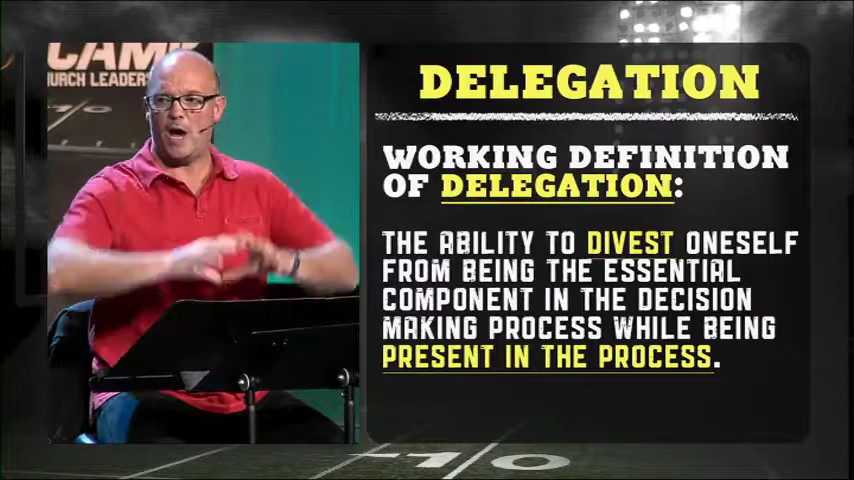 CAMP
URCH LEADERS
DELEGATION
WORKING DEFINITION
OF DELEGATION:
THE ABILITY TO DIVEST ONESELF
FROM BEING THE ESSENTIAL
COMPONENT IN THE DECISION
MAKING PROCESS WHILE BEING
PRESENT IN THE PROCESS.
-10